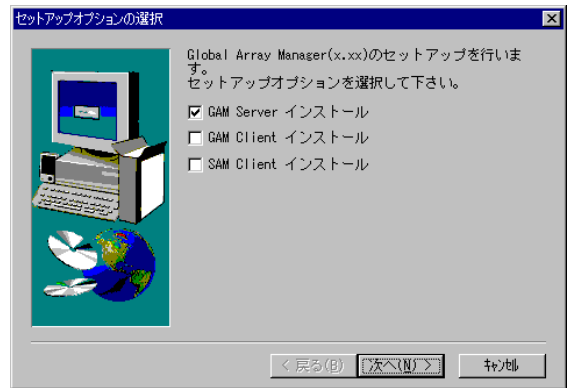 セットアップオプションの選択
Global Array Manager(x.xx)のセットアップを行いま
す。
セットアップオプションを選択して下さい。
GAM Server インストール
GAM Client インストール
SAM Client インストール
< 戻る(B)
次へ(N) >
ｷｬﾝｾﾙ